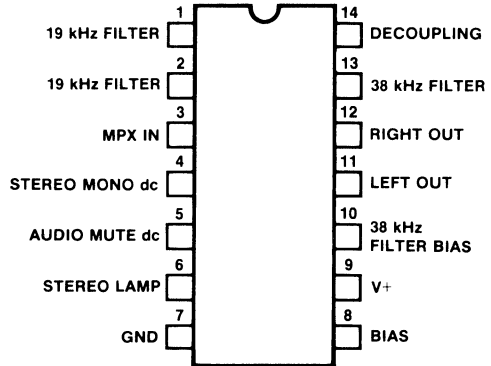 1 14
19 kHz FILTER DECOUPLING
2 13
19 kHz FILTER 38 kHz FILTER
3 12
MPX IN RIGHT OUT
4 11
STEREO MONO dc LEFT OUT
5 10
AUDIO MUTE dc 38 kHz
FILTER BIAS
6 9
STEREO LAMP V+
7 8
GND BIAS